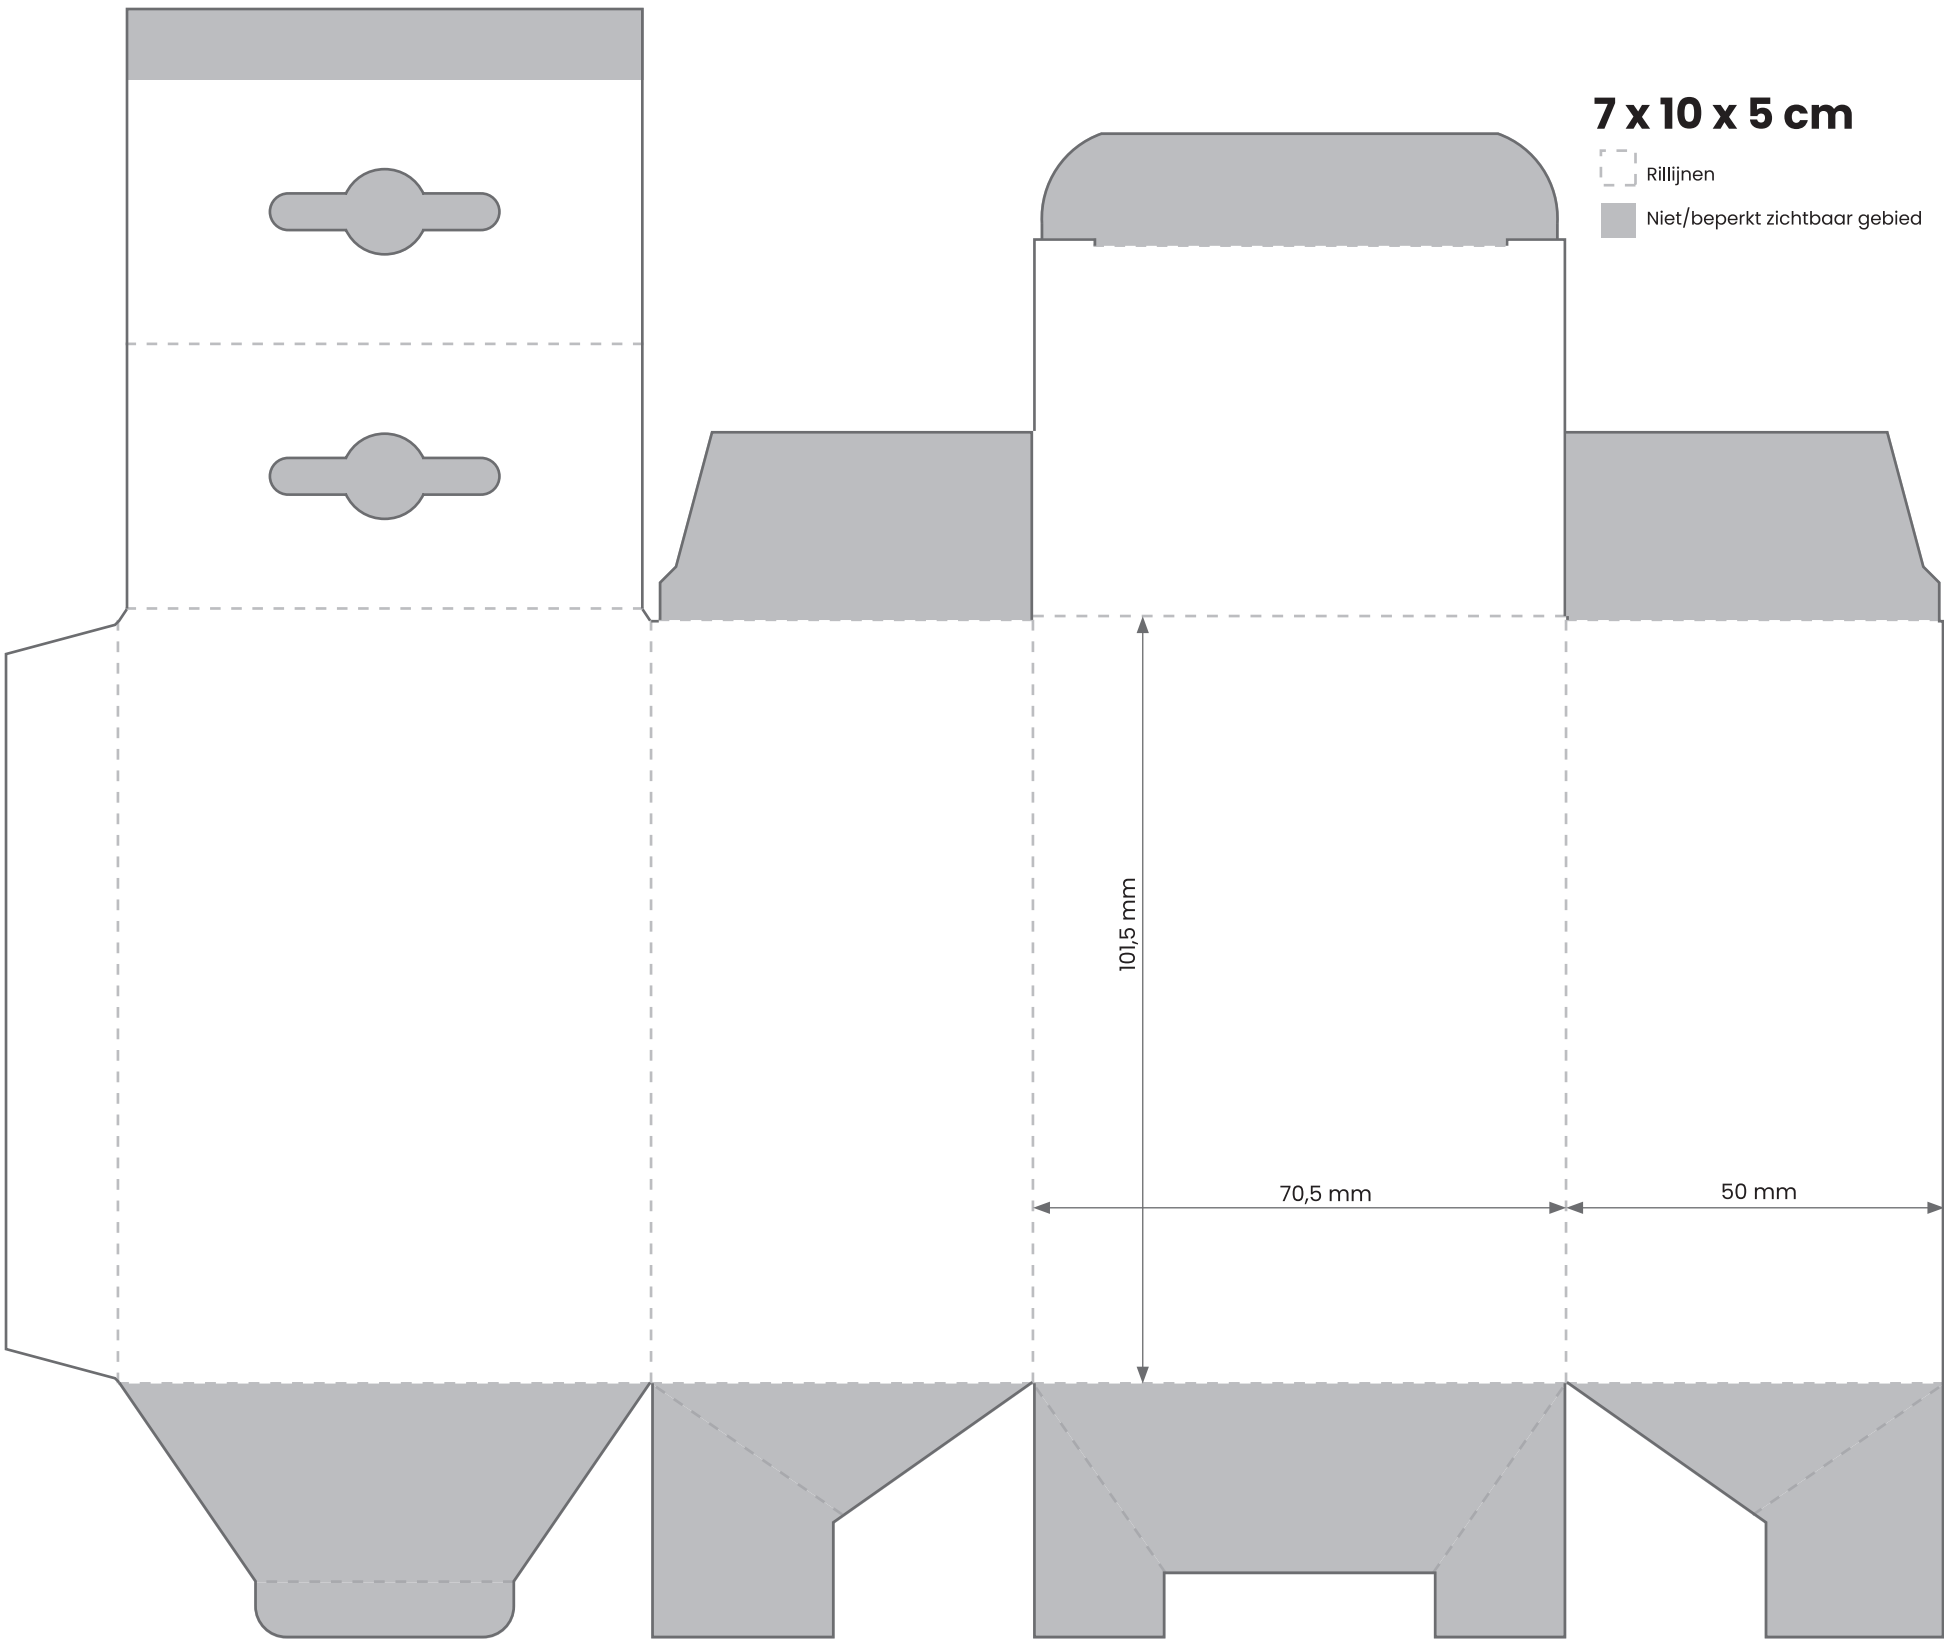 7 x 10 x 5 cm
Rillijnen
Niet/beperkt zichtbaar gebied
101,5 mm
70,5 mm
50 mm